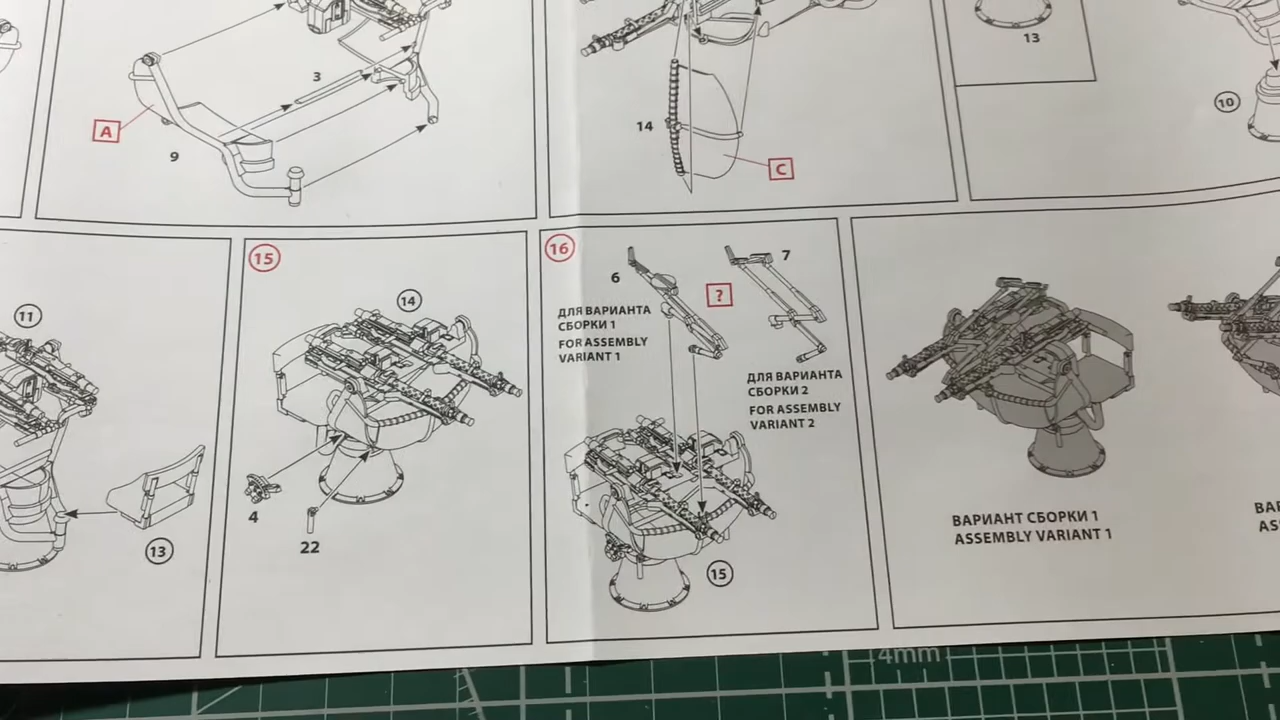 3
A
9
14
C
13
10
11
13
15
14
4
22
16
6
7
?
ДЛЯ ВАРИАНТА
СБОРКИ 1
FOR ASSEMBLY
VARIANT 1
ДЛЯ ВАРИАНТА
СБОРКИ 2
FOR ASSEMBLY
VARIANT 2
15
ВАРИАНТ СБОРКИ 1
ASSEMBLY VARIANT 1
4mm